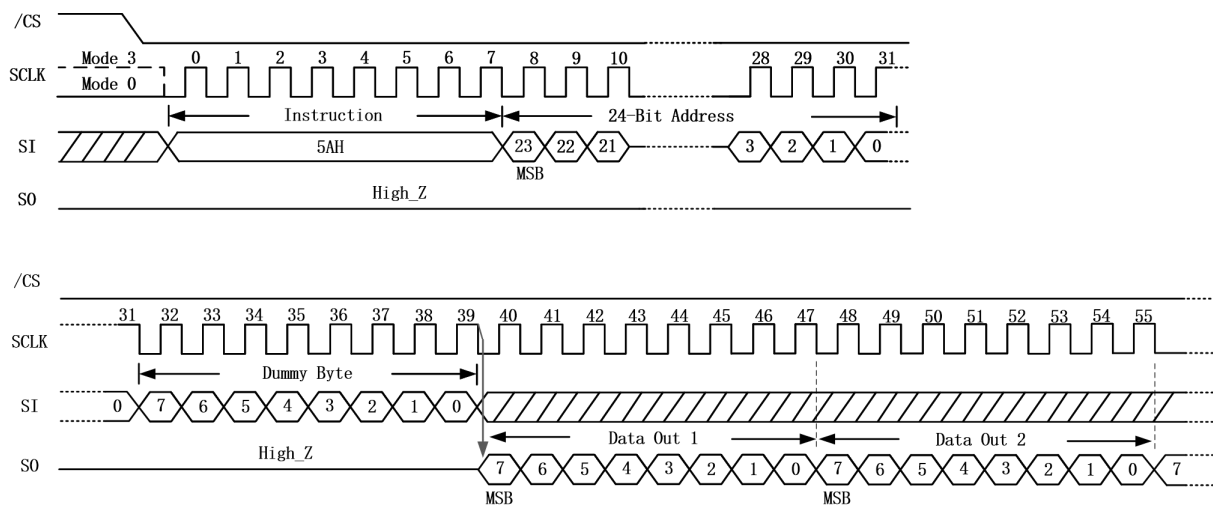 /CS
Mode 3 0 1 2 3 4 5 6 7 8 9 10 28 29 30 31
SCLK
Mode 0
Instruction 24-Bit Address
SI 5AH 23 22 21 3 2 1 0
MSB
High_Z
SO
/CS
31 32 33 34 35 36 37 38 39 40 41 42 43 44 45 46 47 48 49 50 51 52 53 54 55
SCLK
Dummy Byte
SI 0 7 6 5 4 3 2 1 0
Data Out 1 Data Out 2
High_Z
SO 7 6 5 4 3 2 1 0 7 6 5 4 3 2 1 0 7
MSB MSB